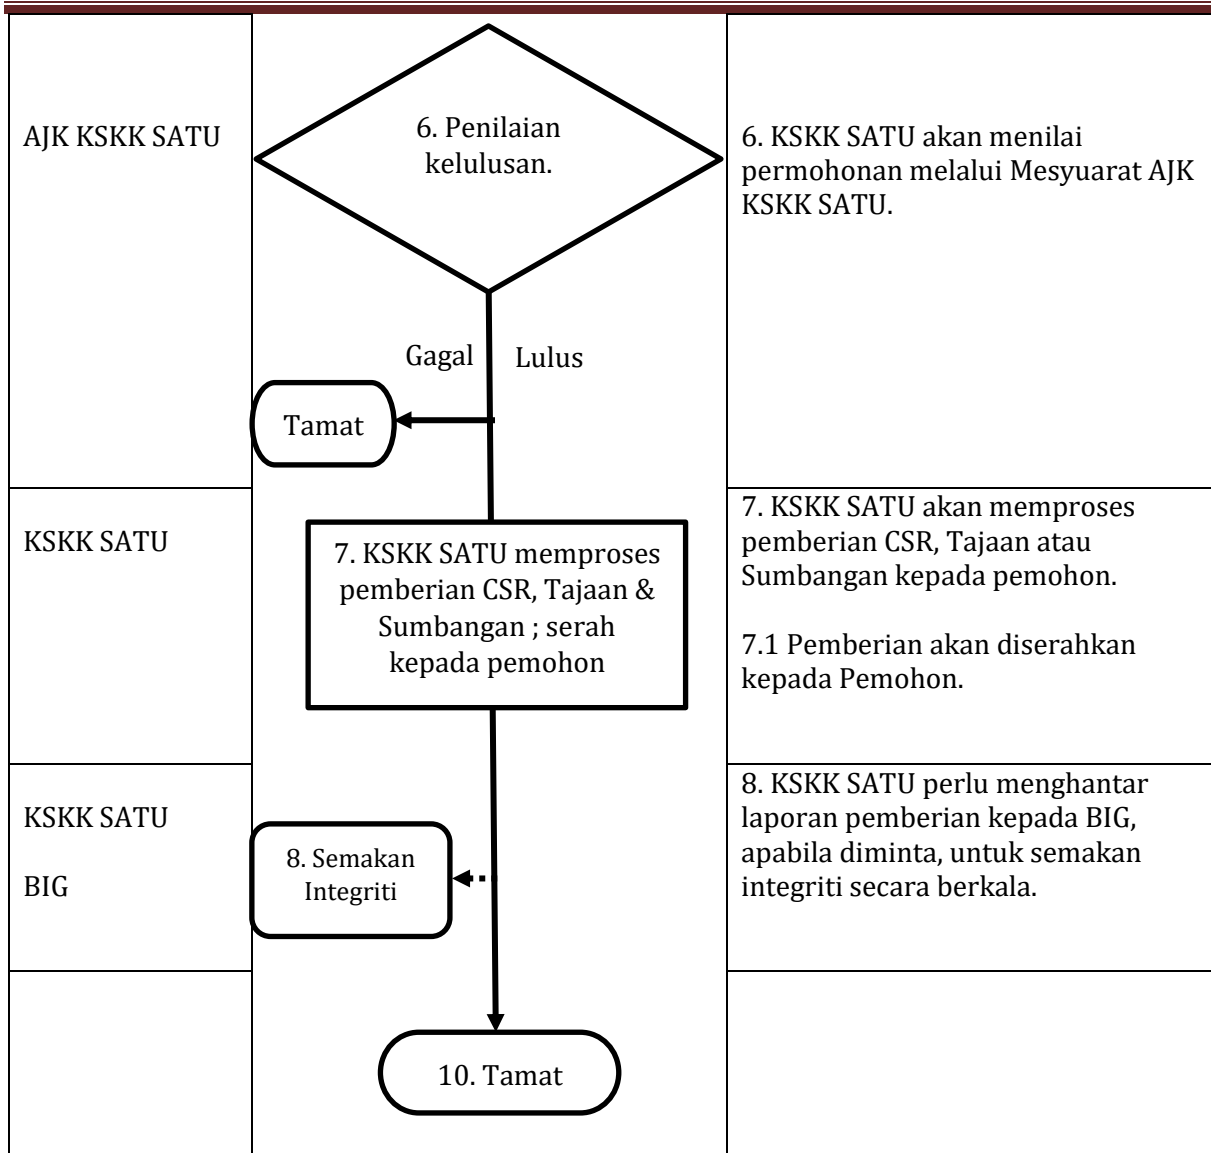 AJK KSKK SATU
6. Penilaian
kelulusan.
6. KSKK SATU akan menilai
permohonan melalui Mesyuarat AJK
KSKK SATU.
Gagal
Lulus
Tamat
KSKK SATU
7. KSKK SATU memproses
pemberian CSR, Tajaan &
Sumbangan ; serah
kepada pemohon
7. KSKK SATU akan memproses
pemberian CSR, Tajaan atau
Sumbangan kepada pemohon.
7.1 Pemberian akan diserahkan
kepada Pemohon.
KSKK SATU
BIG
8. Semakan
Integriti
8. KSKK SATU perlu menghantar
laporan pemberian kepada BIG,
apabila diminta, untuk semakan
integriti secara berkala.
10. Tamat